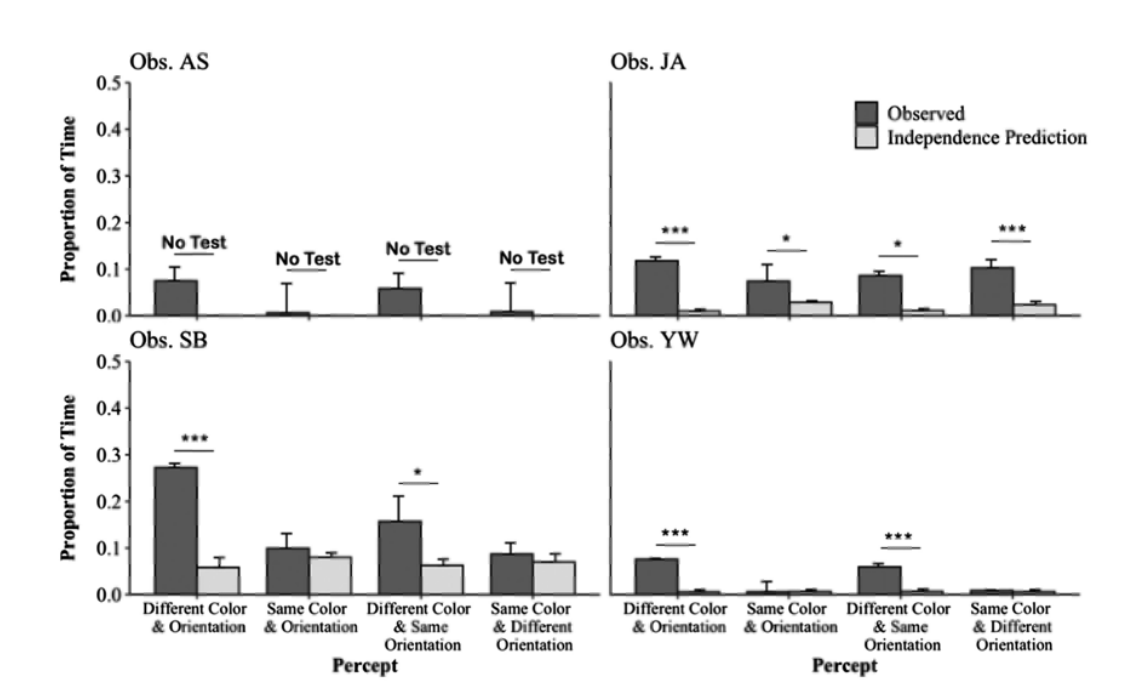 Obs. AS
Obs. JA
0.5
0.4
0.3
0.2
0.1
0.0
Proportion of Time
No Test
No Test
No Test
No Test
Observed
Independence Prediction
***
*
*
***
Obs. SB
Obs. YW
0.5
0.4
0.3
0.2
0.1
0.0
Proportion of Time
***
*
***
***
Different Color
& Orientation
Same Color
& Orientation
Different Color
& Same
Orientation
Same Color
& Different
Orientation
Percept
Different Color
& Orientation
Same Color
& Orientation
Different Color
& Same
Orientation
Same Color
& Different
Orientation
Percept